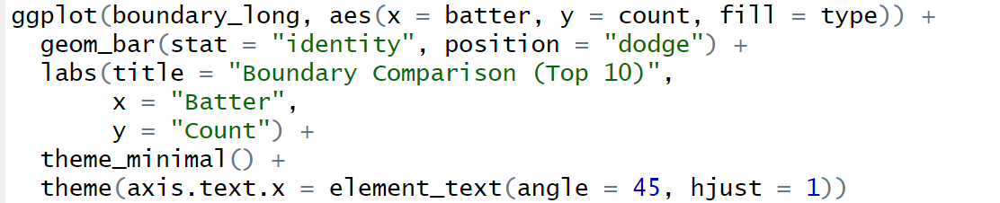 ggplot(boundary_long, aes(x = batter, y = count, fill = type)) +
  geom_bar(stat = "identity", position = "dodge") +
  labs(title = "Boundary Comparison (Top 10)",
       x = "Batter",
       y = "Count") +
  theme_minimal() +
  theme(axis.text.x = element_text(angle = 45, hjust = 1))